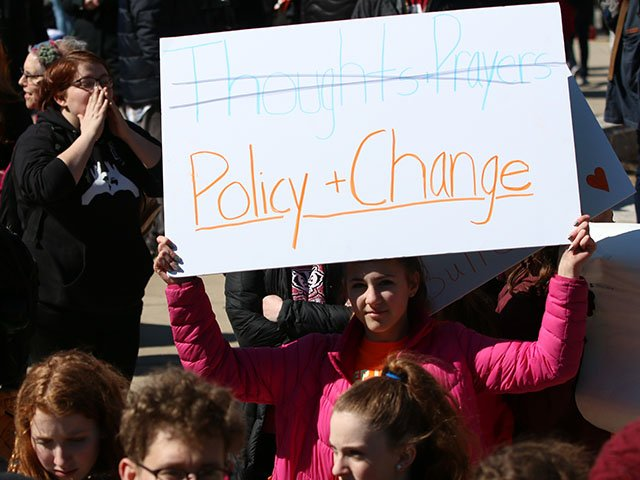 Thoughts + Prayers
Policy + Change